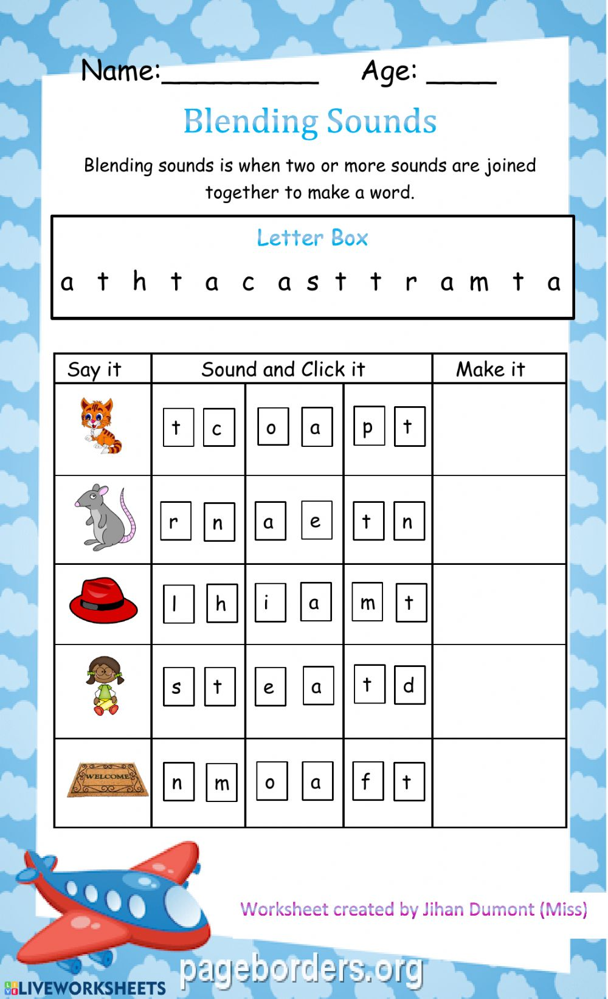 Name:__________ Age: ____
Blending Sounds
Blending sounds is when two or more sounds are joined
together to make a word.
Letter Box
a t h t a c a s t t r a m t a
Say it Sound and Click it Make it
t c o a p t
r n a e t n
l h i a m t
s t e a t d
WELCOME
n m o a f t
Worksheet created by Jihan Dumont (Miss)
pageborders.org
LIVE LIVEWORKSHEETS